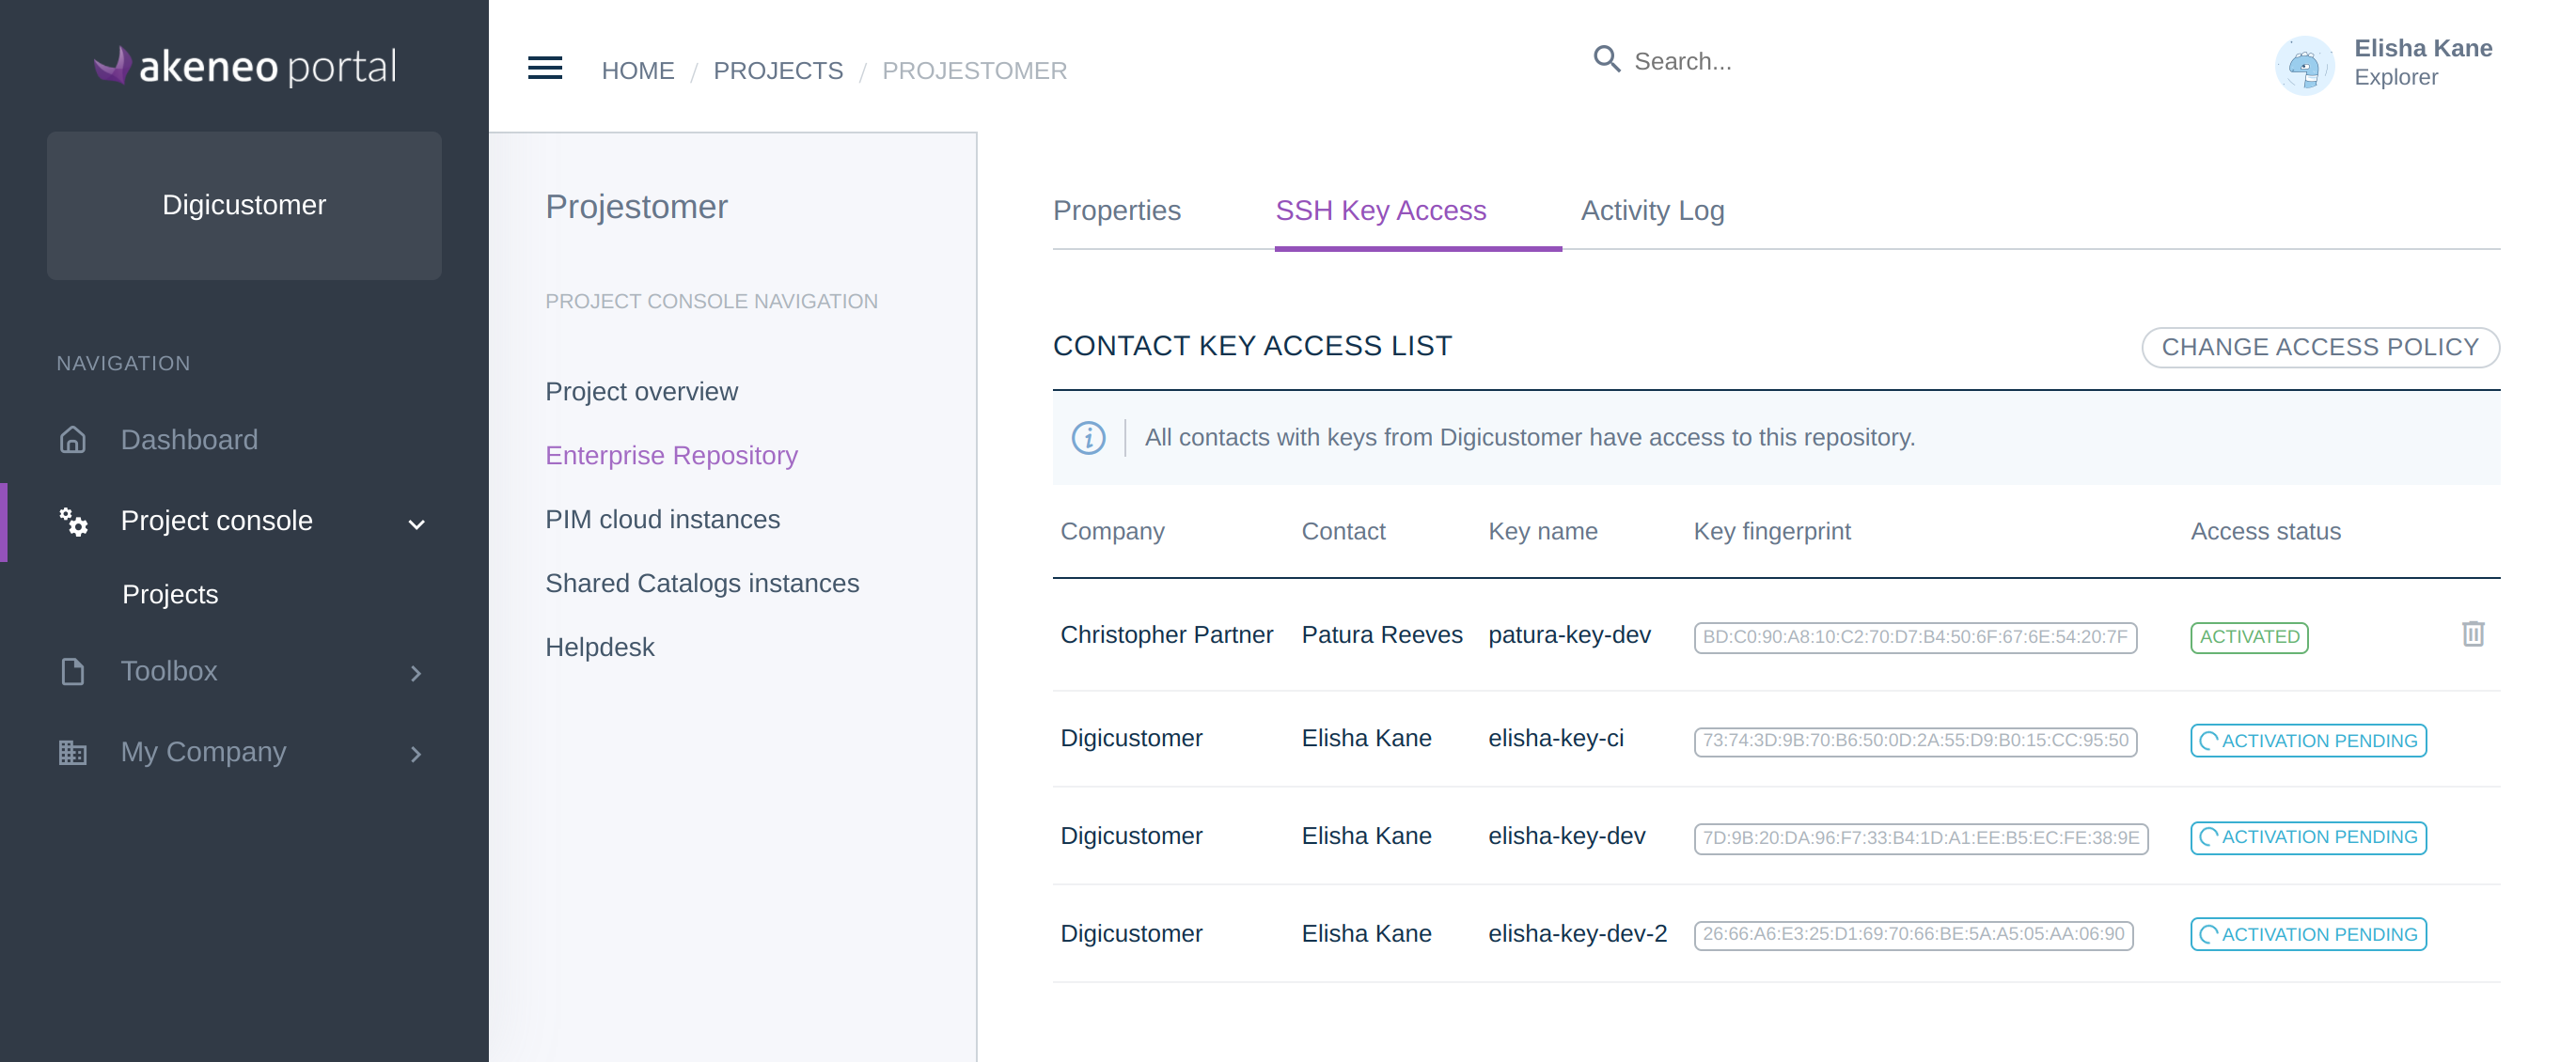 akeneo portal
HOME / PROJECTS / PROJESTOMER
Search...
Elisha Kane
Explorer
Digicustomer
NAVIGATION
Dashboard
Project console
Projects
Toolbox
My Company
Projestomer
PROJECT CONSOLE NAVIGATION
Project overview
Enterprise Repository
PIM cloud instances
Shared Catalogs instances
Helpdesk
Properties SSH Key Access Activity Log
CONTACT KEY ACCESS LIST
CHANGE ACCESS POLICY
All contacts with keys from Digicustomer have access to this repository.
Company Contact Key name Key fingerprint Access status
Christopher Partner Patura Reeves patura-key-dev BD:C0:90:A8:10:C2:70:D7:B4:50:6F:67:6E:54:20:7F ACTIVATED
Digicustomer Elisha Kane elisha-key-ci 73:74:3D:9B:70:B6:50:0D:2A:55:D9:B0:15:CC:95:50 ACTIVATION PENDING
Digicustomer Elisha Kane elisha-key-dev 7D:9B:20:DA:96:F7:33:B4:1D:A1:EE:B5:EC:FE:38:9E ACTIVATION PENDING
Digicustomer Elisha Kane elisha-key-dev-2 26:66:A6:E3:25:D1:69:70:66:BE:5A:A5:05:AA:06:90 ACTIVATION PENDING